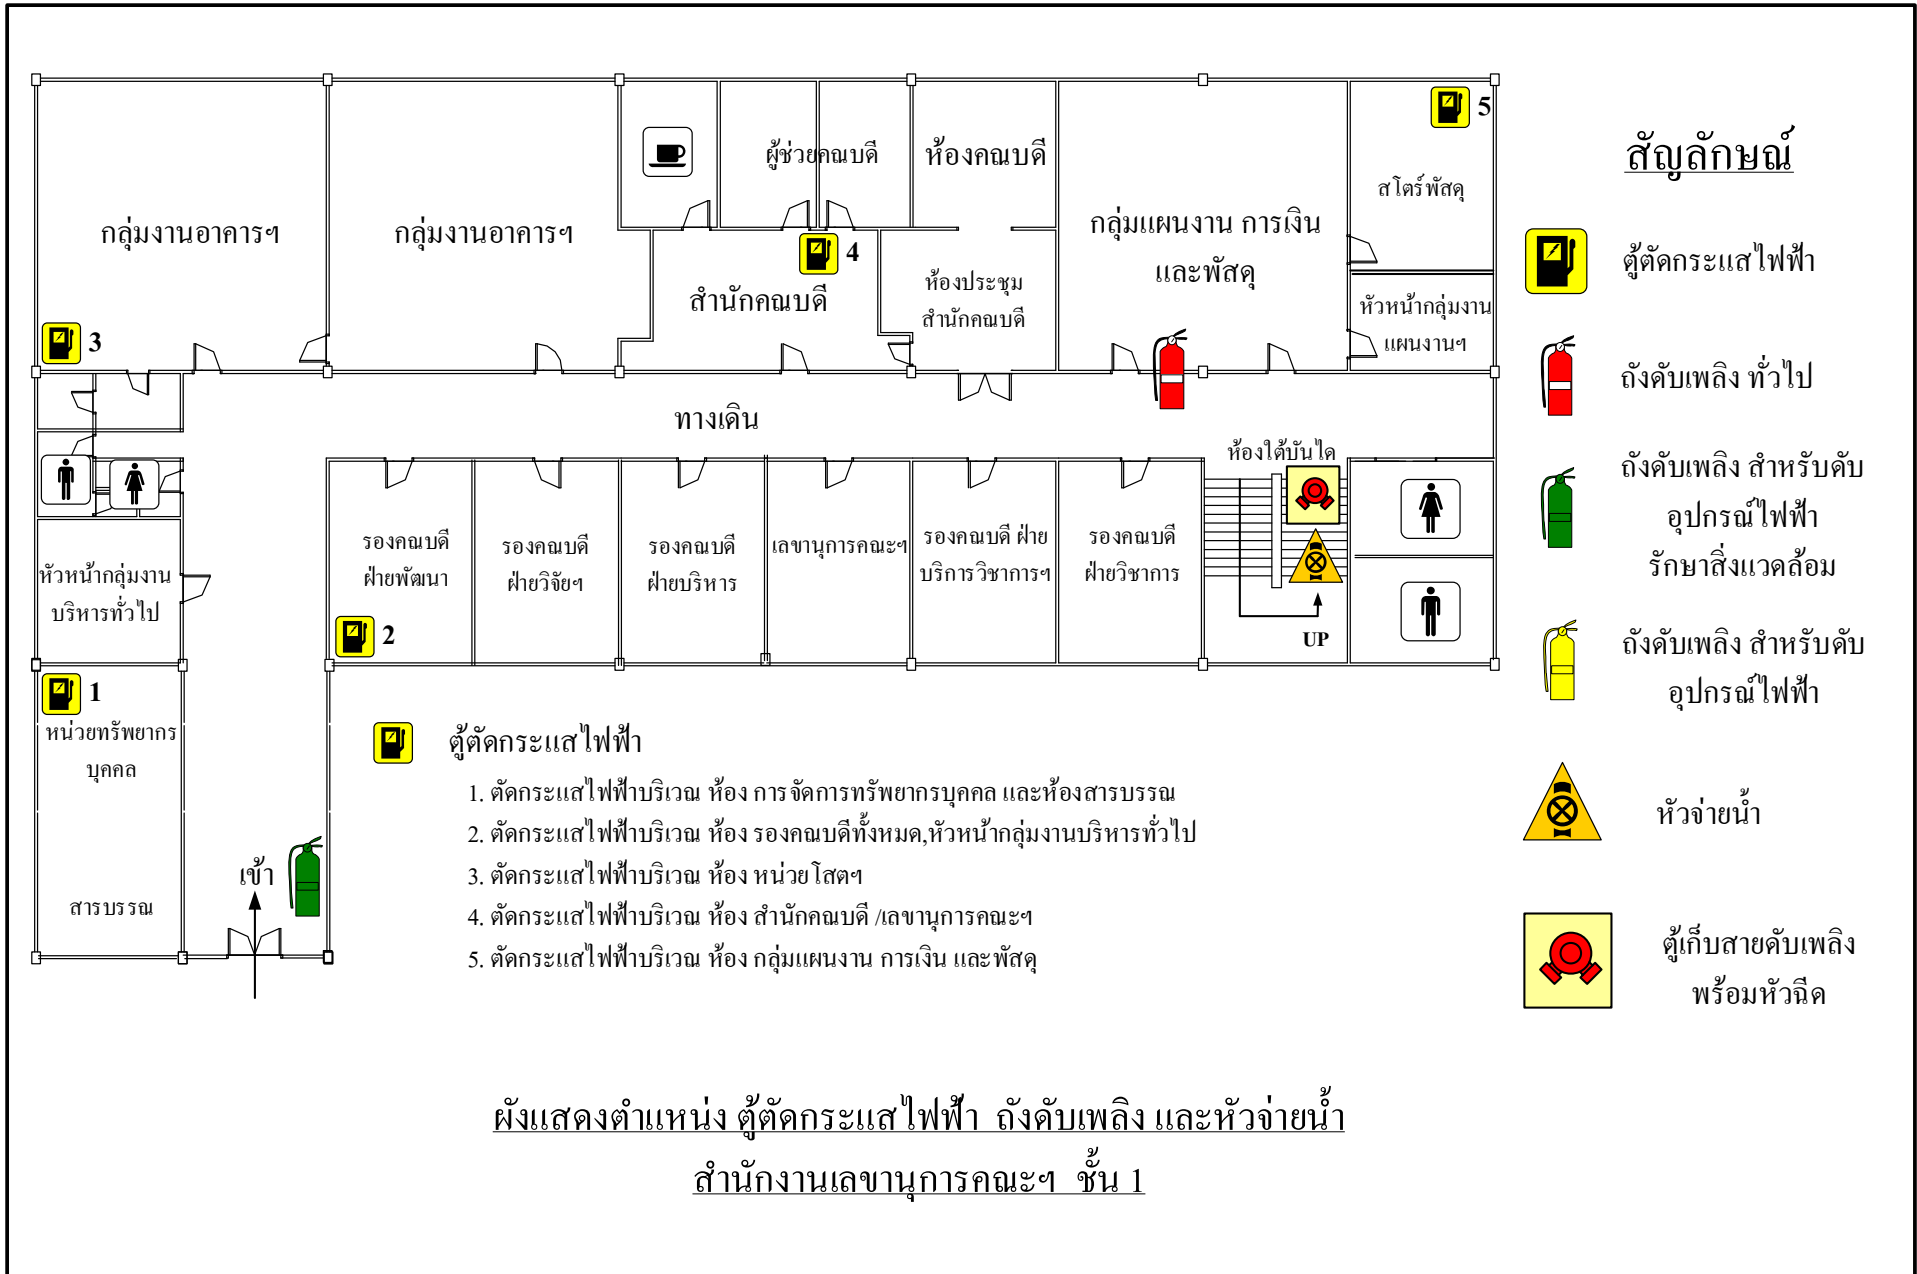 ผู้ช่วยคณบดี
ห้องคณบดี
5
สโตร์พัสดุ
กลุ่มงานอาคารฯ
กลุ่มงานอาคารฯ
4
สำนักคณบดี
ห้องประชุม
สำนักคณบดี
กลุ่มแผนงาน การเงิน
และพัสดุ
หัวหน้ากลุ่มงาน
แผนงานฯ
3
ทางเดิน
ห้องใต้บันได
รองคณบดี
ฝ่ายพัฒนา
รองคณบดี
ฝ่ายวิจัยฯ
รองคณบดี
ฝ่ายบริหาร
เลขานุการคณะฯ
รองคณบดี ฝ่าย
บริการวิชาการฯ
รองคณบดี
ฝ่ายวิชาการ
หัวหน้ากลุ่มงาน
บริหารทั่วไป
2
UP
1
หน่วยทรัพยากร
บุคคล
สารบรรณ
เข้า
ตู้ตัดกระแสไฟฟ้า
1. ตัดกระแสไฟฟ้าบริเวณ ห้อง การจัดการทรัพยากรบุคคล และห้องสารบรรณ
2. ตัดกระแสไฟฟ้าบริเวณ ห้อง รองคณบดีทั้งหมด,หัวหน้ากลุ่มงานบริหารทั่วไป
3. ตัดกระแสไฟฟ้าบริเวณ ห้อง หน่วยโสตฯ
4. ตัดกระแสไฟฟ้าบริเวณ ห้อง สำนักคณบดี /เลขานุการคณะฯ
5. ตัดกระแสไฟฟ้าบริเวณ ห้อง กลุ่มแผนงาน การเงิน และพัสดุ
สัญลักษณ์
ตู้ตัดกระแสไฟฟ้า
ถังดับเพลิง ทั่วไป
ถังดับเพลิง สำหรับดับ
อุปกรณ์ไฟฟ้า
รักษาสิ่งแวดล้อม
ถังดับเพลิง สำหรับดับ
อุปกรณ์ไฟฟ้า
หัวจ่ายน้ำ
ตู้เก็บสายดับเพลิง
พร้อมหัวฉีด
ผังแสดงตำแหน่ง ตู้ตัดกระแสไฟฟ้า ถังดับเพลิง และหัวจ่ายน้ำ
สำนักงานเลขานุการคณะฯ ชั้น 1